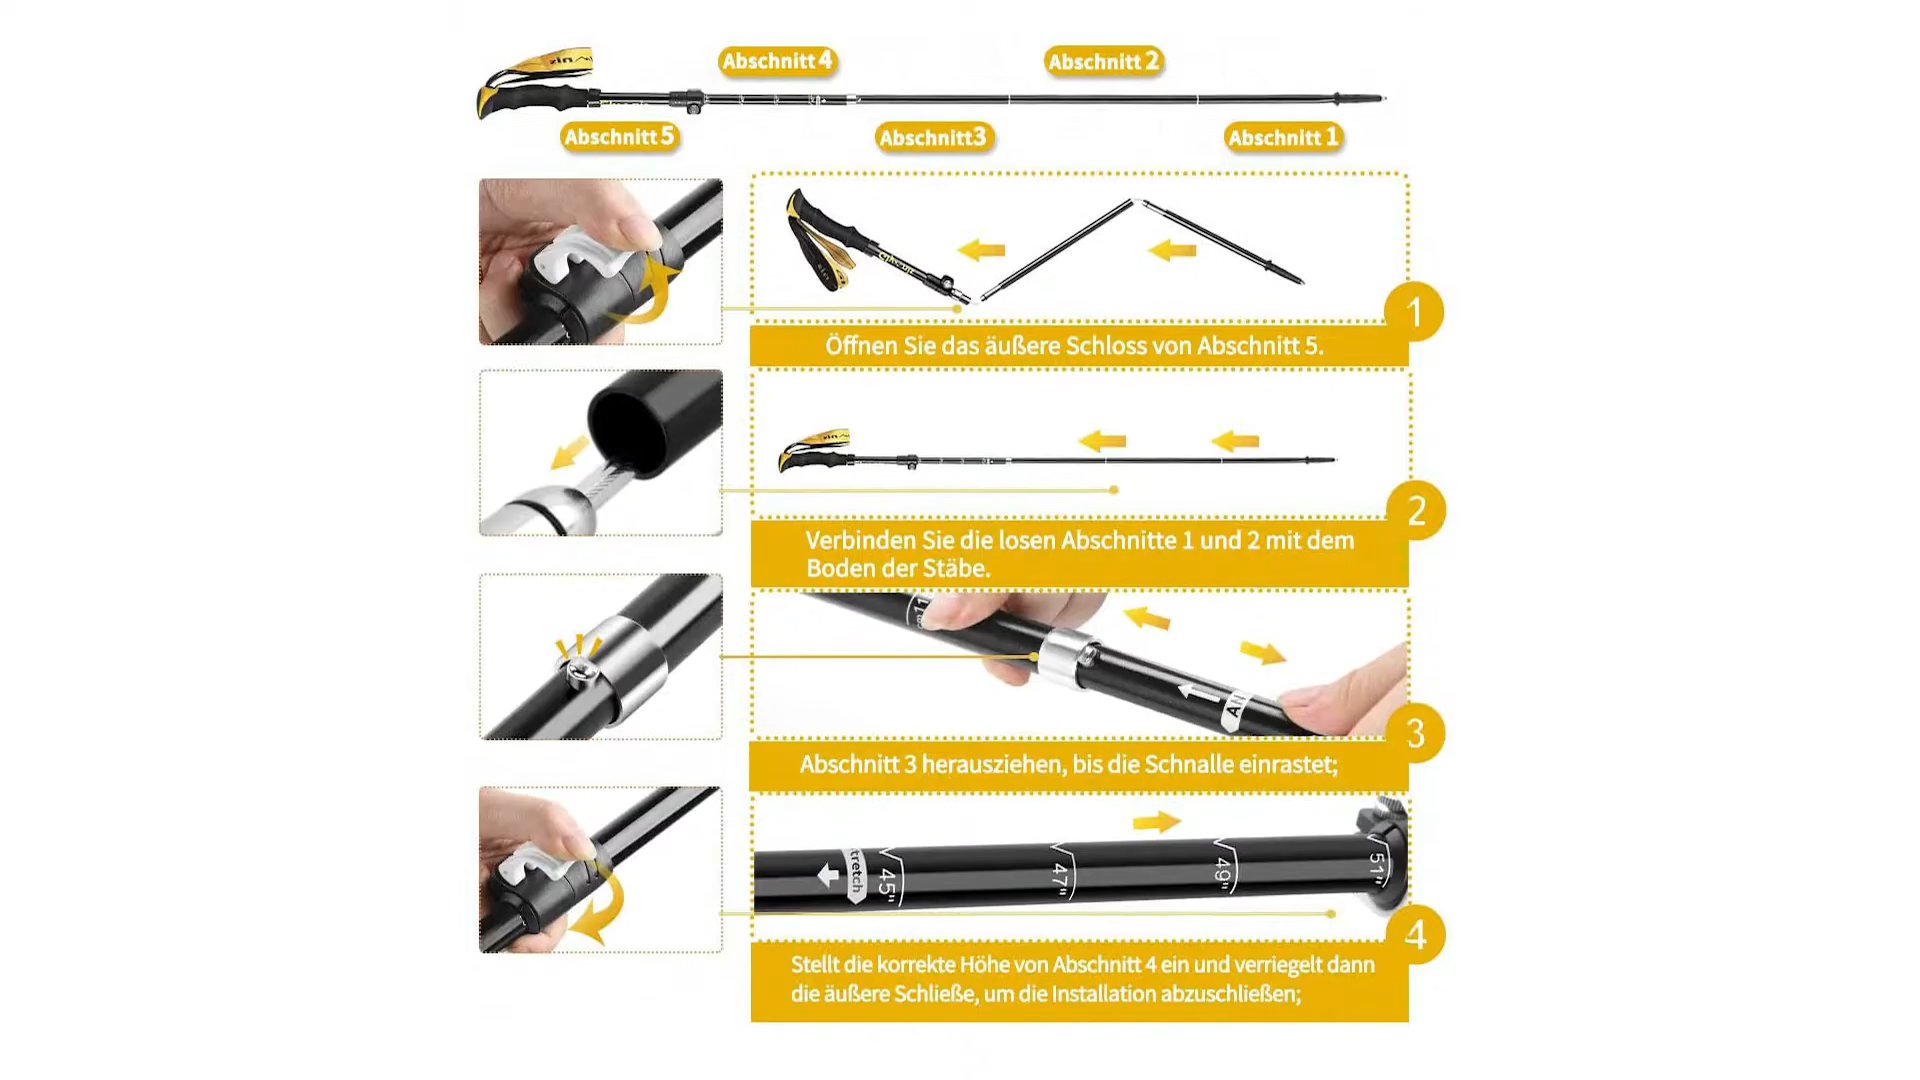 Abschnitt 4
Abschnitt 2
Abschnitt 5
Abschnitt3
Abschnitt 1
1
Öffnen Sie das äußere Schloss von Abschnitt 5.
2
Verbinden Sie die losen Abschnitte 1 und 2 mit dem
Boden der Stäbe.
3
Abschnitt 3 herausziehen, bis die Schnalle einrastet;
tretch
45"
47"
49"
51"
4
Stellt die korrekte Höhe von Abschnitt 4 ein und verriegelt dann
die äußere Schließe, um die Installation abzuschließen;